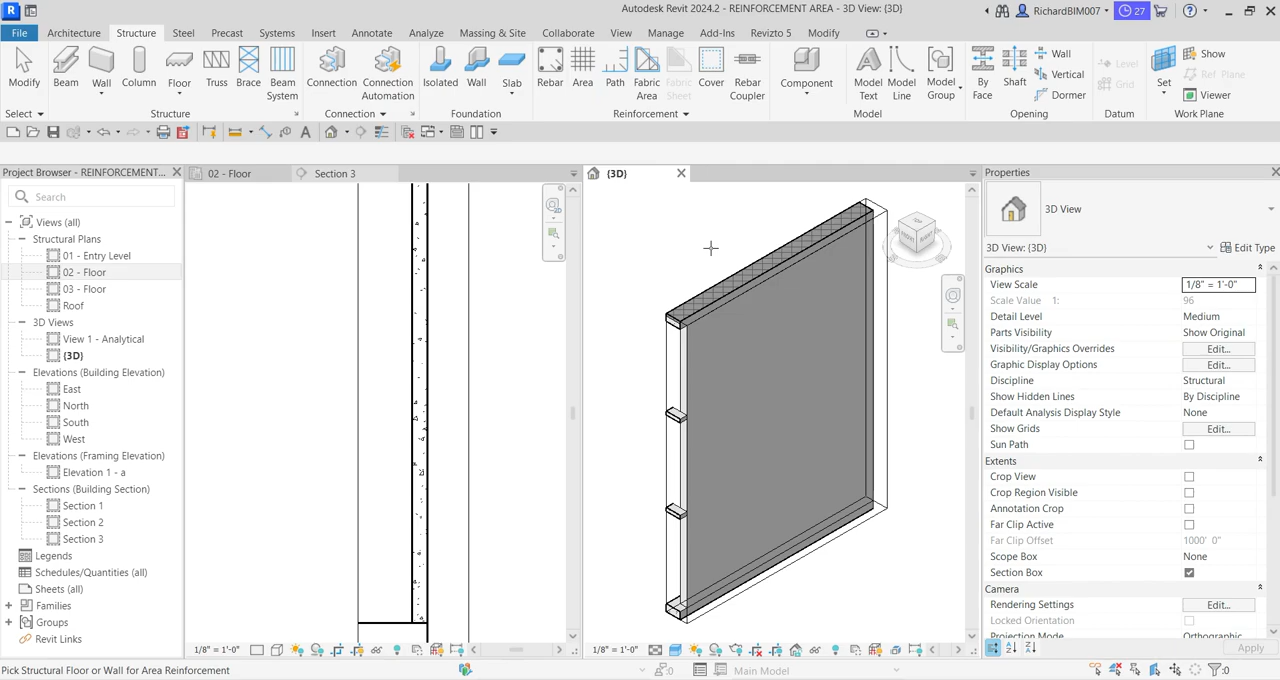 Autodesk Revit 2024.2 - REINFORCEMENT AREA - 3D View: {3D}
RichardBIM007
27
File Architecture Structure Steel Precast Systems Insert Annotate Analyze Massing & Site Collaborate View Manage Add-Ins Revizto 5 Modify
Modify Beam Wall Column Floor Truss Brace Beam System Connection Connection Automation Isolated Wall Slab Rebar Area Path Fabric Area Fabric Sheet Cover Rebar Coupler Component Model Text Model Line Model Group By Face Shaft Wall Vertical Dormer Level Grid Set Show Ref Plane Viewer
Select Structure Connection Foundation Reinforcement Model Opening Datum Work Plane
Project Browser - REINFORCEMENT...
02 - Floor
Section 3
{3D}
Properties
Search
Views (all)
Structural Plans
01 - Entry Level
02 - Floor
03 - Floor
Roof
3D Views
View 1 - Analytical
{3D}
Elevations (Building Elevation)
East
North
South
West
Elevations (Framing Elevation)
Elevation 1 - a
Sections (Building Section)
Section 1
Section 2
Section 3
Legends
Schedules/Quantities (all)
Sheets (all)
Families
Groups
Revit Links
TOP
FRONT
RIGHT
3D View
3D View: {3D} Edit Type
Graphics
View Scale 1/8" = 1'-0"
Scale Value 1: 96
Detail Level Medium
Parts Visibility Show Original
Visibility/Graphics Overrides Edit...
Graphic Display Options Edit...
Discipline Structural
Show Hidden Lines By Discipline
Default Analysis Display Style None
Show Grids Edit...
Sun Path
Extents
Crop View
Crop Region Visible
Annotation Crop
Far Clip Active
Far Clip Offset 1000' 0"
Scope Box None
Section Box
Camera
Rendering Settings Edit...
Locked Orientation
Projection Mode Orthographic
Apply
1/8" = 1'-0"
1/8" = 1'-0"
Pick Structural Floor or Wall for Area Reinforcement
:0
Main Model
:0